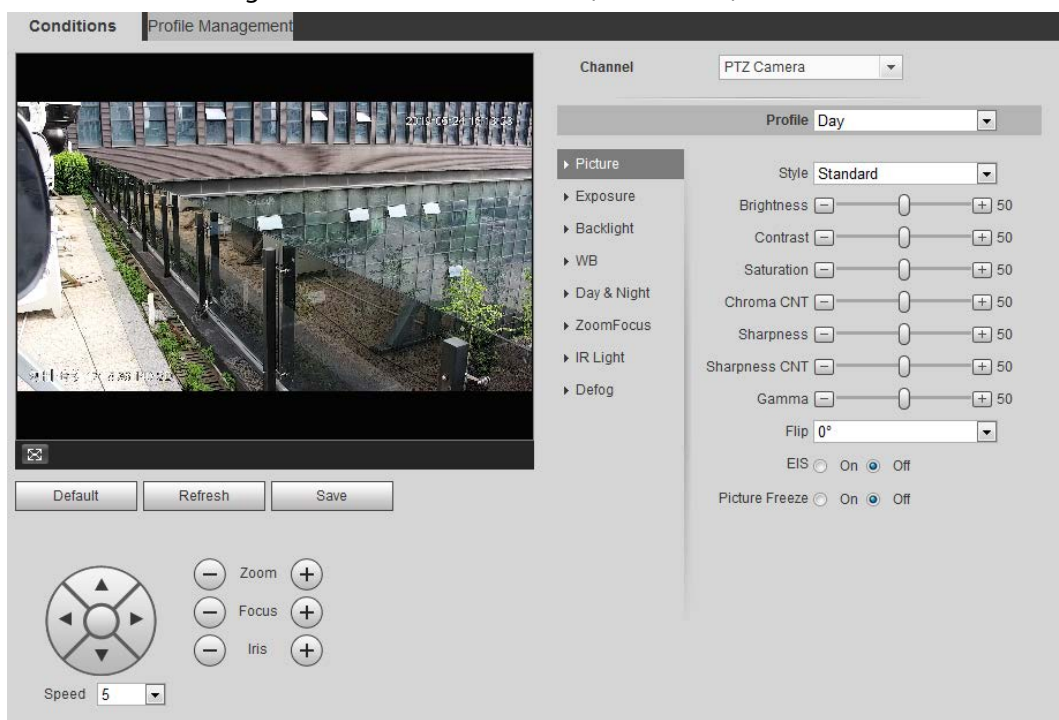 Conditions
Profile Management
Channel
PTZ Camera
Profile
Day
Picture
Exposure
Backlight
WB
Day & Night
ZoomFocus
IR Light
Defog
Style
Standard
Brightness
50
Contrast
50
Saturation
50
Chroma CNT
50
Sharpness
50
Sharpness CNT
50
Gamma
50
Flip
0°
EIS
On
Off
Picture Freeze
On
Off
Default
Refresh
Save
Zoom
Focus
Iris
Speed
5